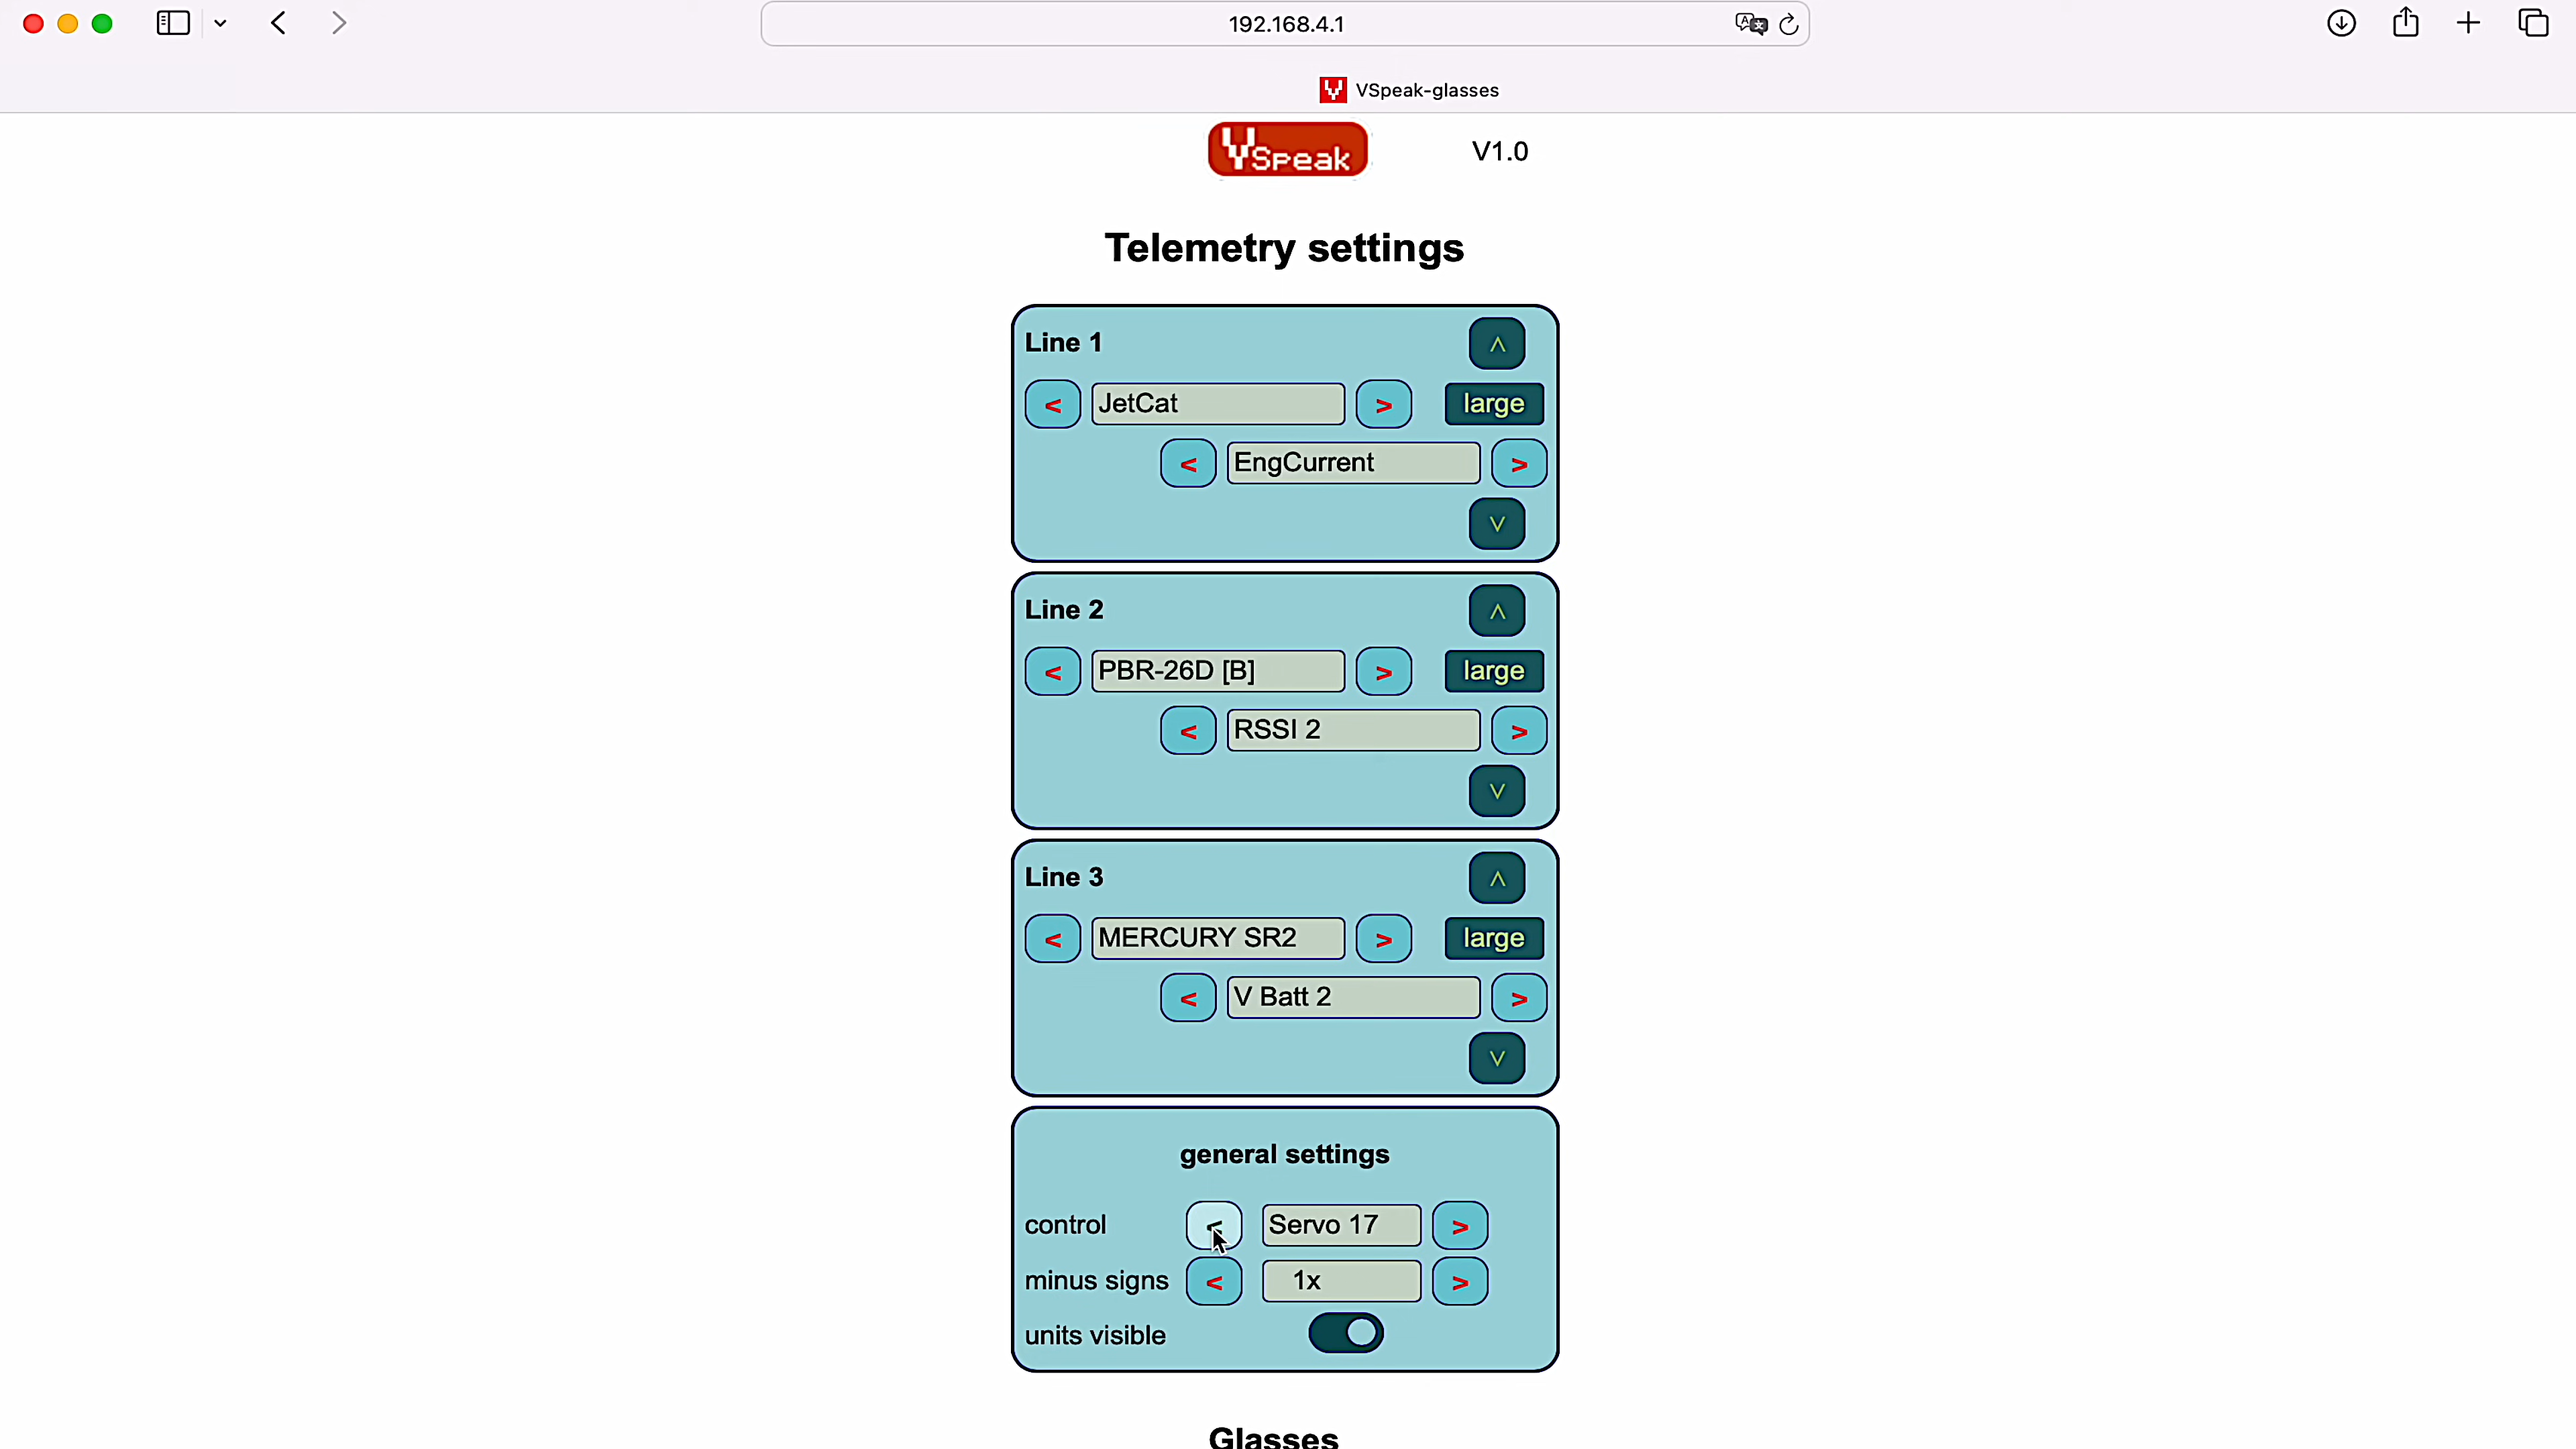 192.168.4.1
VSpeak-glasses
VSpeak V1.0
Telemetry settings
Line 1
^
< JetCat > large
< EngCurrent >
v
Line 2
^
< PBR-26D [B] > large
< RSSI 2 >
v
Line 3
^
< MERCURY SR2 > large
< V Batt 2 >
v
general settings
control < Servo 17 >
minus signs < 1x >
units visible
Glasses